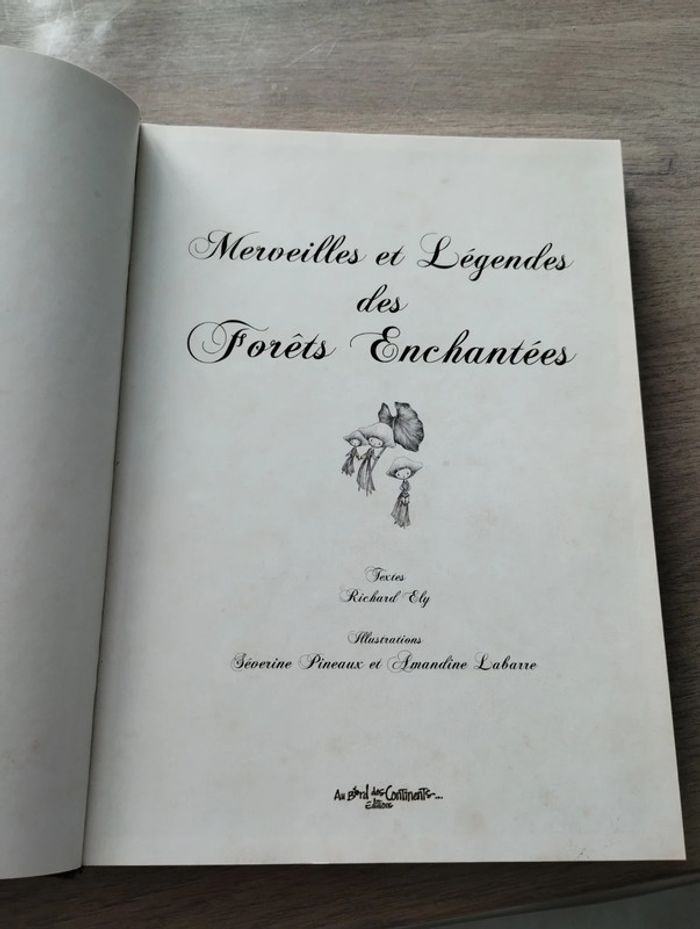 Merveilles et Légendes
des
Forêts Enchantées
Textes
Richard Ely
Illustrations
Séverine Pineaux et Amandine Labarre
Au Bord des Continents...
Éditions